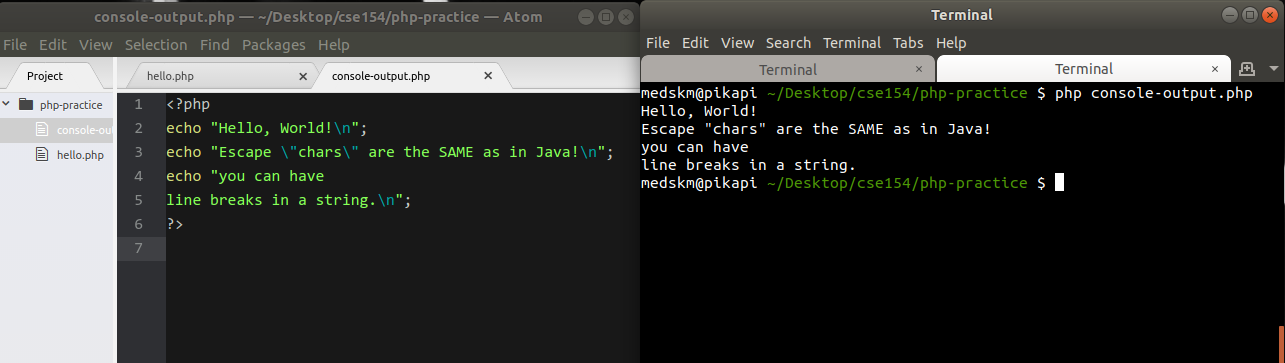 console-output.php — ~/Desktop/cse154/php-practice — Atom
File Edit View Selection Find Packages Help
Project
php-practice
console-ou
hello.php
hello.php
console-output.php
1 <?php
2 echo "Hello, World!\n";
3 echo "Escape \"chars\" are the SAME as in Java!\n";
4 echo "you can have
5 line breaks in a string.\n";
6 ?>
7
Terminal
File Edit View Search Terminal Tabs Help
Terminal
Terminal
medskm@pikapi ~/Desktop/cse154/php-practice $ php console-output.php
Hello, World!
Escape "chars" are the SAME as in Java!
you can have
line breaks in a string.
medskm@pikapi ~/Desktop/cse154/php-practice $